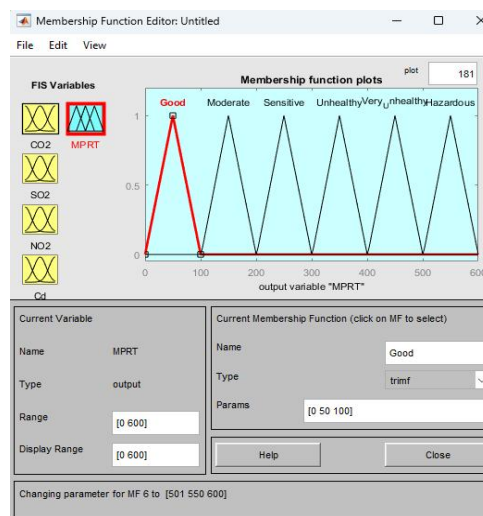 Membership Function Editor: Untitled
File Edit View
FIS Variables
CO2
MPRT
SO2
NO2
Cd
Membership function plots
plot
181
Good Moderate Sensitive Unhealthy Very_Unhealthy Hazardous
1
0.5
0
0 100 200 300 400 500 600
output variable "MPRT"
Current Variable
Name MPRT
Type output
Range [0 600]
Display Range [0 600]
Current Membership Function (click on MF to select)
Name Good
Type trimf
Params [0 50 100]
Help Close
Changing parameter for MF 6 to [501 550 600]